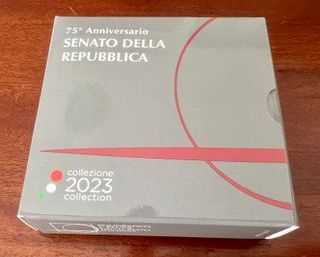 75° Anniversario
SENATO DELLA
REPUBBLICA
collezione
2023
collection